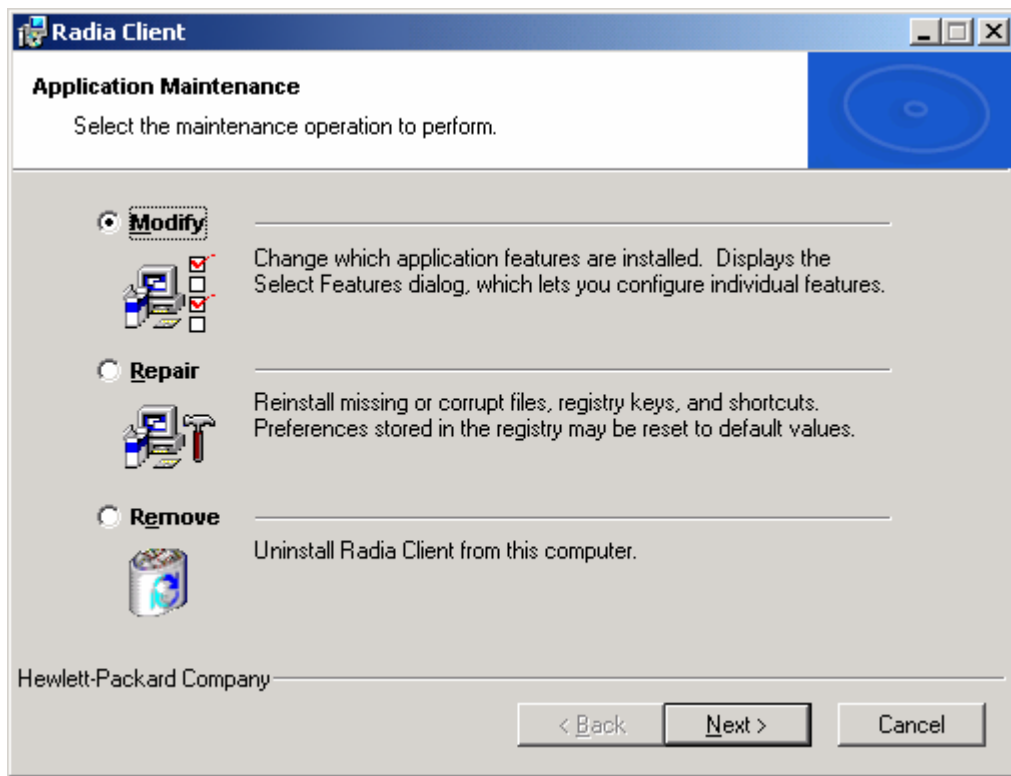 Radia Client
Application Maintenance
Select the maintenance operation to perform.
Modify
Change which application features are installed.  Displays the
Select Features dialog, which lets you configure individual features.
Repair
Reinstall missing or corrupt files, registry keys, and shortcuts.
Preferences stored in the registry may be reset to default values.
Remove
Uninstall Radia Client from this computer.
Hewlett-Packard Company
< Back
Next >
Cancel